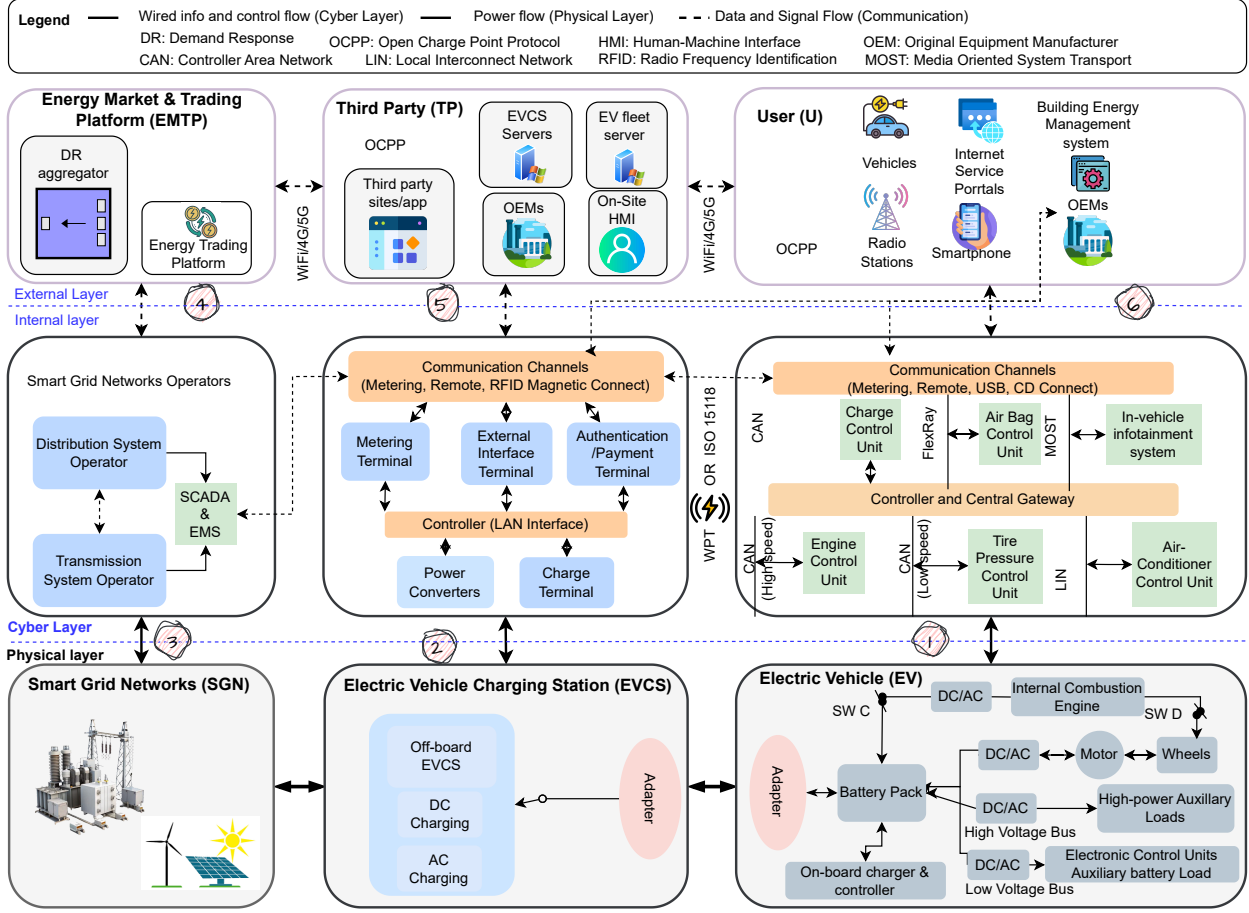 Legend
Wired info and control flow (Cyber Layer)
Power flow (Physical Layer)
Data and Signal Flow (Communication)
DR: Demand Response
OCPP: Open Charge Point Protocol
HMI: Human-Machine Interface
OEM: Original Equipment Manufacturer
CAN: Controller Area Network
LIN: Local Interconnect Network
RFID: Radio Frequency Identification
MOST: Media Oriented System Transport
Energy Market & Trading
Platform (EMTP)
DR
aggregator
Energy Trading
Platform
WiFi/4G/5G
Third Party (TP)
OCPP
EVCS
Servers
EV fleet
server
Third party
sites/app
OEMs
On-Site
HMI
WiFi/4G/5G
User (U)
Vehicles
Internet
Service
Portals
Building Energy
Management
system
OCPP
Radio
Stations
Smartphone
OEMs
External Layer
Internal layer
4
5
6
Smart Grid Networks Operators
Distribution System
Operator
SCADA
&
EMS
Transmission
System Operator
Communication Channels
(Metering, Remote, RFID Magnetic Connect)
Metering
Terminal
External
Interface
Terminal
Authentication
/Payment
Terminal
Controller (LAN Interface)
Power
Converters
Charge
Terminal
WPT OR ISO 15118
Communication Channels
(Metering, Remote, USB, CD Connect)
CAN
Charge
Control
Unit
FlexRay
Air Bag
Control
Unit
MOST
In-vehicle
infotainment
system
Controller and Central Gateway
CAN
(High speed)
Engine
Control
Unit
CAN
(Low speed)
Tire
Pressure
Control
Unit
LIN
Air-
Conditioner
Control Unit
Cyber Layer
Physical layer
3
2
1
Smart Grid Networks (SGN)
Electric Vehicle Charging Station (EVCS)
Off-board
EVCS
DC
Charging
AC
Charging
Adapter
Electric Vehicle (EV)
SW C
DC/AC
Internal Combustion
Engine
SW D
Adapter
Battery Pack
DC/AC
Motor
Wheels
DC/AC
High-power Auxillary
Loads
High Voltage Bus
On-board charger &
controller
DC/AC
Electronic Control Units
Auxiliary battery Load
Low Voltage Bus